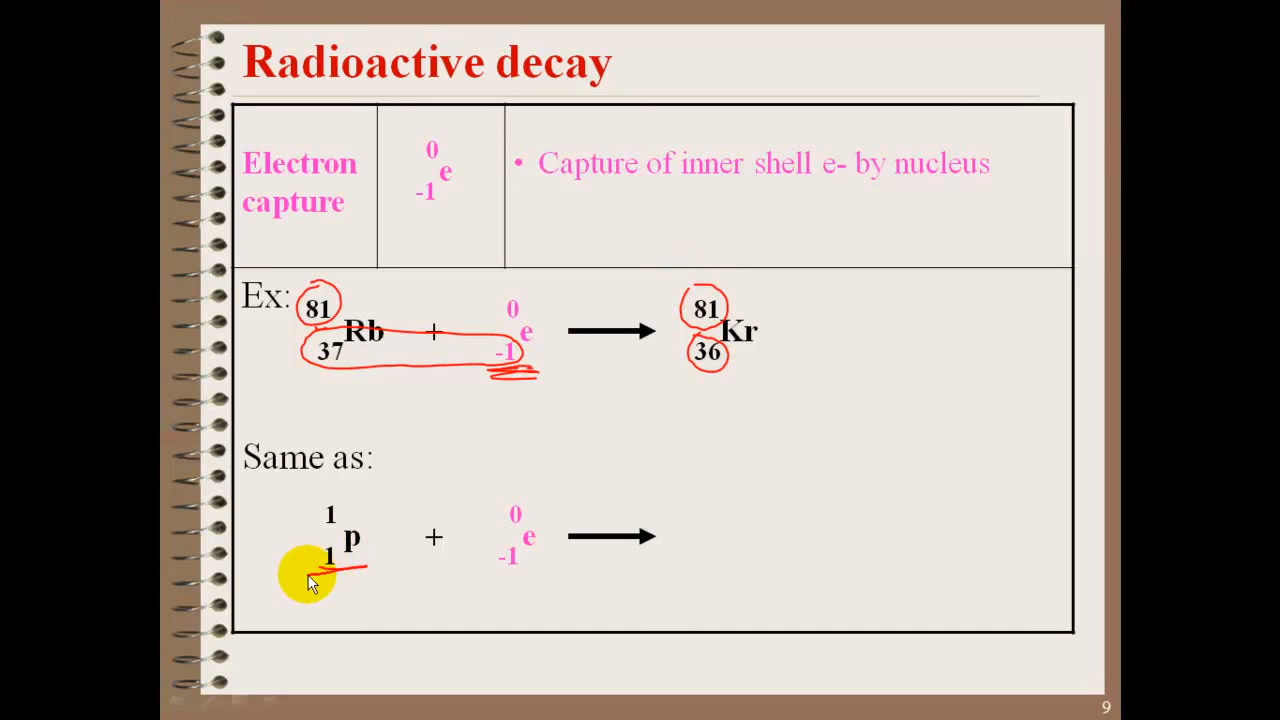 Radioactive decay
Electron
capture
0
e
-1
• Capture of inner shell e- by nucleus
Ex:
81 0 81
Rb + e Kr
37 -1 36
Same as:
1 0
p + e
1 -1
9